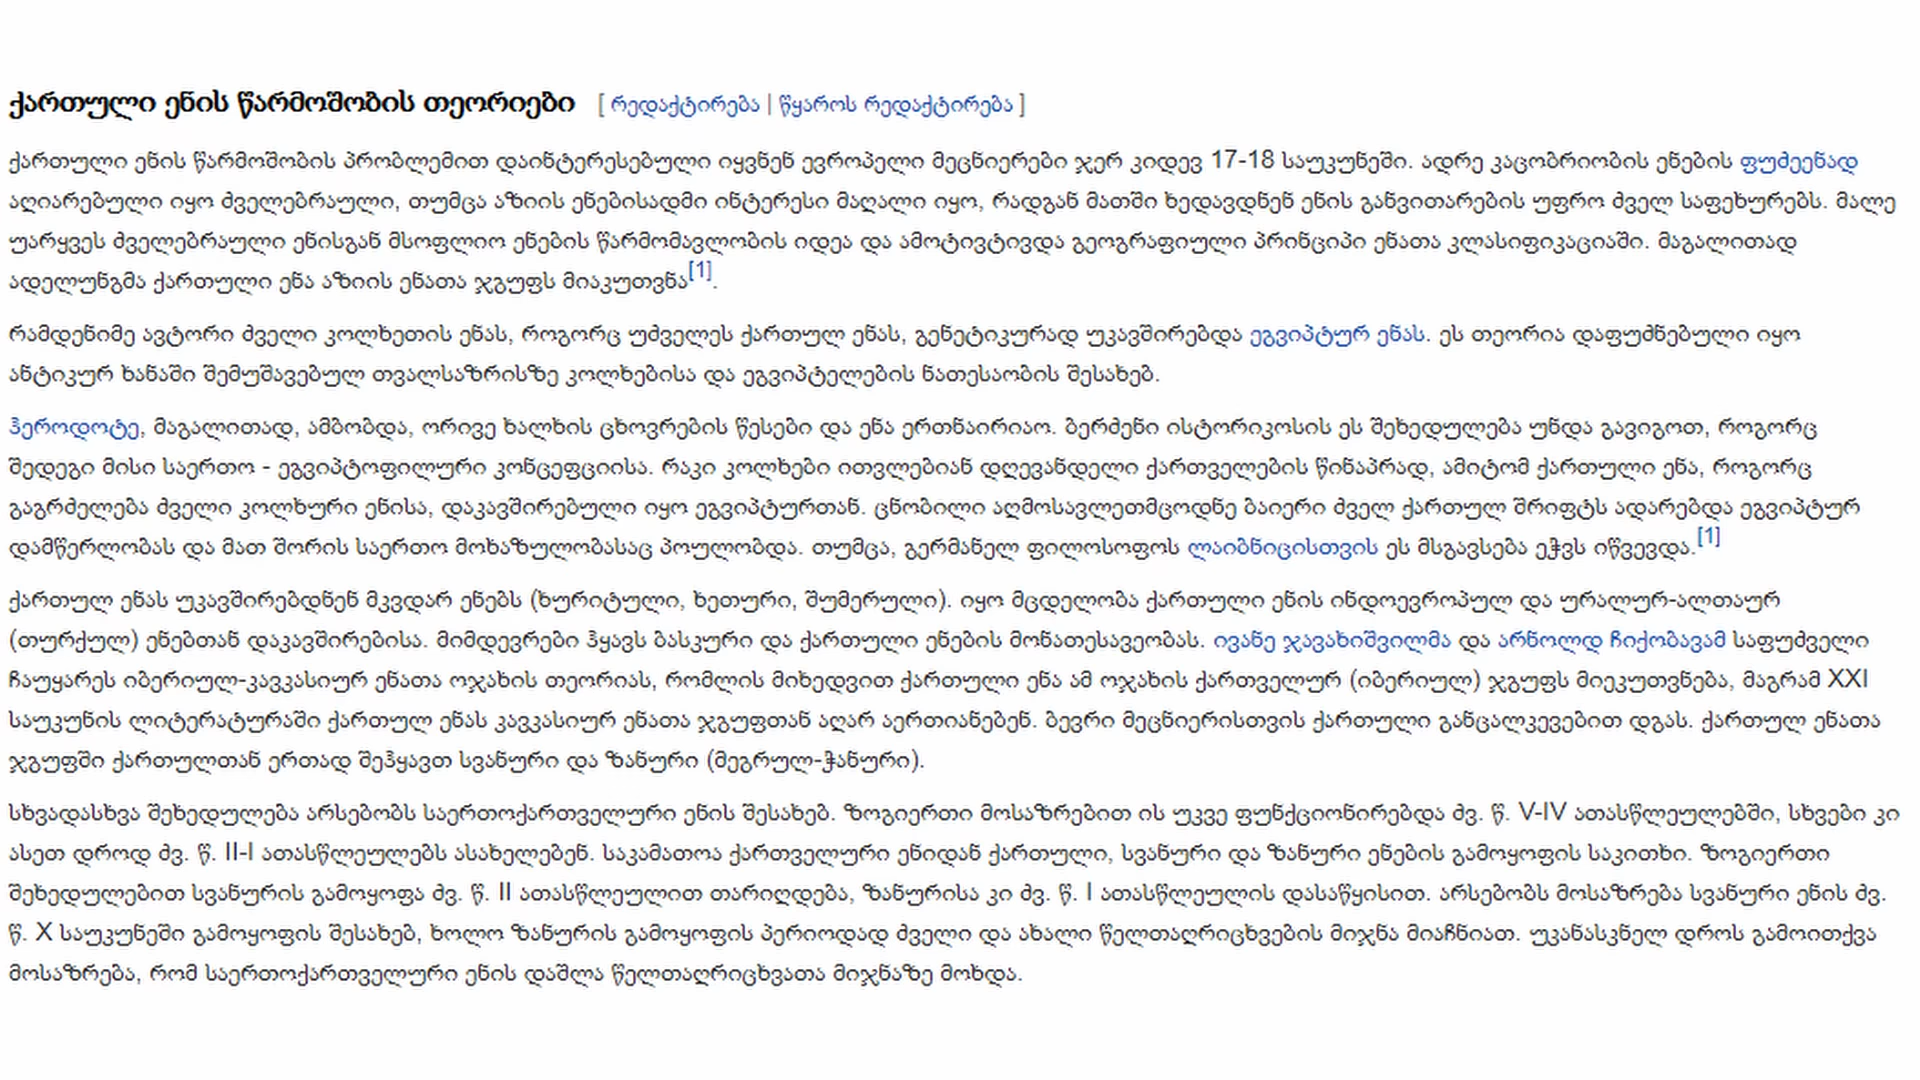 ქართული ენის წარმოშობის თეორიები [ რედაქტირება | წყაროს რედაქტირება ]
ქართული ენის წარმოშობის პრობლემით დაინტერესებული იყვნენ ევროპელი მეცნიერები ჯერ კიდევ 17-18 საუკუნეში. ადრე კაცობრიობის ენების ფუძეენად
აღიარებული იყო ძველებრაული, თუმცა აზიის ენებისადმი ინტერესი მაღალი იყო, რადგან მათში ხედავდნენ ენის განვითარების უფრო ძველ საფეხურებს. მალე
უარყვეს ძველებრაული ენისგან მსოფლიო ენების წარმომავლობის იდეა და ამოტივტივდა გეოგრაფიული პრინციპი ენათა კლასიფიკაციაში. მაგალითად
ადელუნგმა ქართული ენა აზიის ენათა ჯგუფს მიაკუთვნა[1].
რამდენიმე ავტორი ძველი კოლხეთის ენას, როგორც უძველეს ქართულ ენას, გენეტიკურად უკავშირებდა ეგვიპტურ ენას. ეს თეორია დაფუძნებული იყო
ანტიკურ ხანაში შემუშავებულ თვალსაზრისზე კოლხებისა და ეგვიპტელების ნათესაობის შესახებ.
ჰეროდოტე, მაგალითად, ამბობდა, ორივე ხალხის ცხოვრების წესები და ენა ერთნაირიაო. ბერძენი ისტორიკოსის ეს შეხედულება უნდა გავიგოთ, როგორც
შედეგი მისი საერთო - ეგვიპტოფილური კონცეფციისა. რაკი კოლხები ითვლებიან დღევანდელი ქართველების წინაპრად, ამიტომ ქართული ენა, როგორც
გაგრძელება ძველი კოლხური ენისა, დაკავშირებული იყო ეგვიპტურთან. ცნობილი აღმოსავლეთმცოდნე ბაიერი ძველ ქართულ შრიფტს ადარებდა ეგვიპტურ
დამწერლობას და მათ შორის საერთო მოხაზულობასაც პოულობდა. თუმცა, გერმანელ ფილოსოფოს ლაიბნიცისთვის ეს მსგავსება ეჭვს იწვევდა.[1]
ქართულ ენას უკავშირებდნენ მკვდარ ენებს (ხურიტული, ხეთური, შუმერული). იყო მცდელობა ქართული ენის ინდოევროპულ და ურალურ-ალთაურ
(თურქულ) ენებთან დაკავშირებისა. მიმდევრები ჰყავს ბასკური და ქართული ენების მონათესავეობას. ივანე ჯავახიშვილმა და არნოლდ ჩიქობავამ საფუძველი
ჩაუყარეს იბერიულ-კავკასიურ ენათა ოჯახის თეორიას, რომლის მიხედვით ქართული ენა ამ ოჯახის ქართველურ (იბერიულ) ჯგუფს მიეკუთვნება, მაგრამ XXI
საუკუნის ლიტერატურაში ქართულ ენას კავკასიურ ენათა ჯგუფთან აღარ აერთიანებენ. ბევრი მეცნიერისთვის ქართული განცალკევებით დგას. ქართულ ენათა
ჯგუფში ქართულთან ერთად შეჰყავთ სვანური და ზანური (მეგრულ-ჭანური).
სხვადასხვა შეხედულება არსებობს საერთოქართველური ენის შესახებ. ზოგიერთი მოსაზრებით ის უკვე ფუნქციონირებდა ძვ. წ. V-IV ათასწლეულებში, სხვები კი
ასეთ დროდ ძვ. წ. II-I ათასწლეულებს ასახელებენ. საკამათოა ქართველური ენიდან ქართული, სვანური და ზანური ენების გამოყოფის საკითხი. ზოგიერთი
შეხედულებით სვანურის გამოყოფა ძვ. წ. II ათასწლეულით თარიღდება, ზანურისა კი ძვ. წ. I ათასწლეულის დასაწყისით. არსებობს მოსაზრება სვანური ენის ძვ.
წ. X საუკუნეში გამოყოფის შესახებ, ხოლო ზანურის გამოყოფის პერიოდად ძველი და ახალი წელთაღრიცხვების მიჯნა მიაჩნიათ. უკანასკნელ დროს გამოითქვა
მოსაზრება, რომ საერთოქართველური ენის დაშლა წელთაღრიცხვათა მიჯნაზე მოხდა.